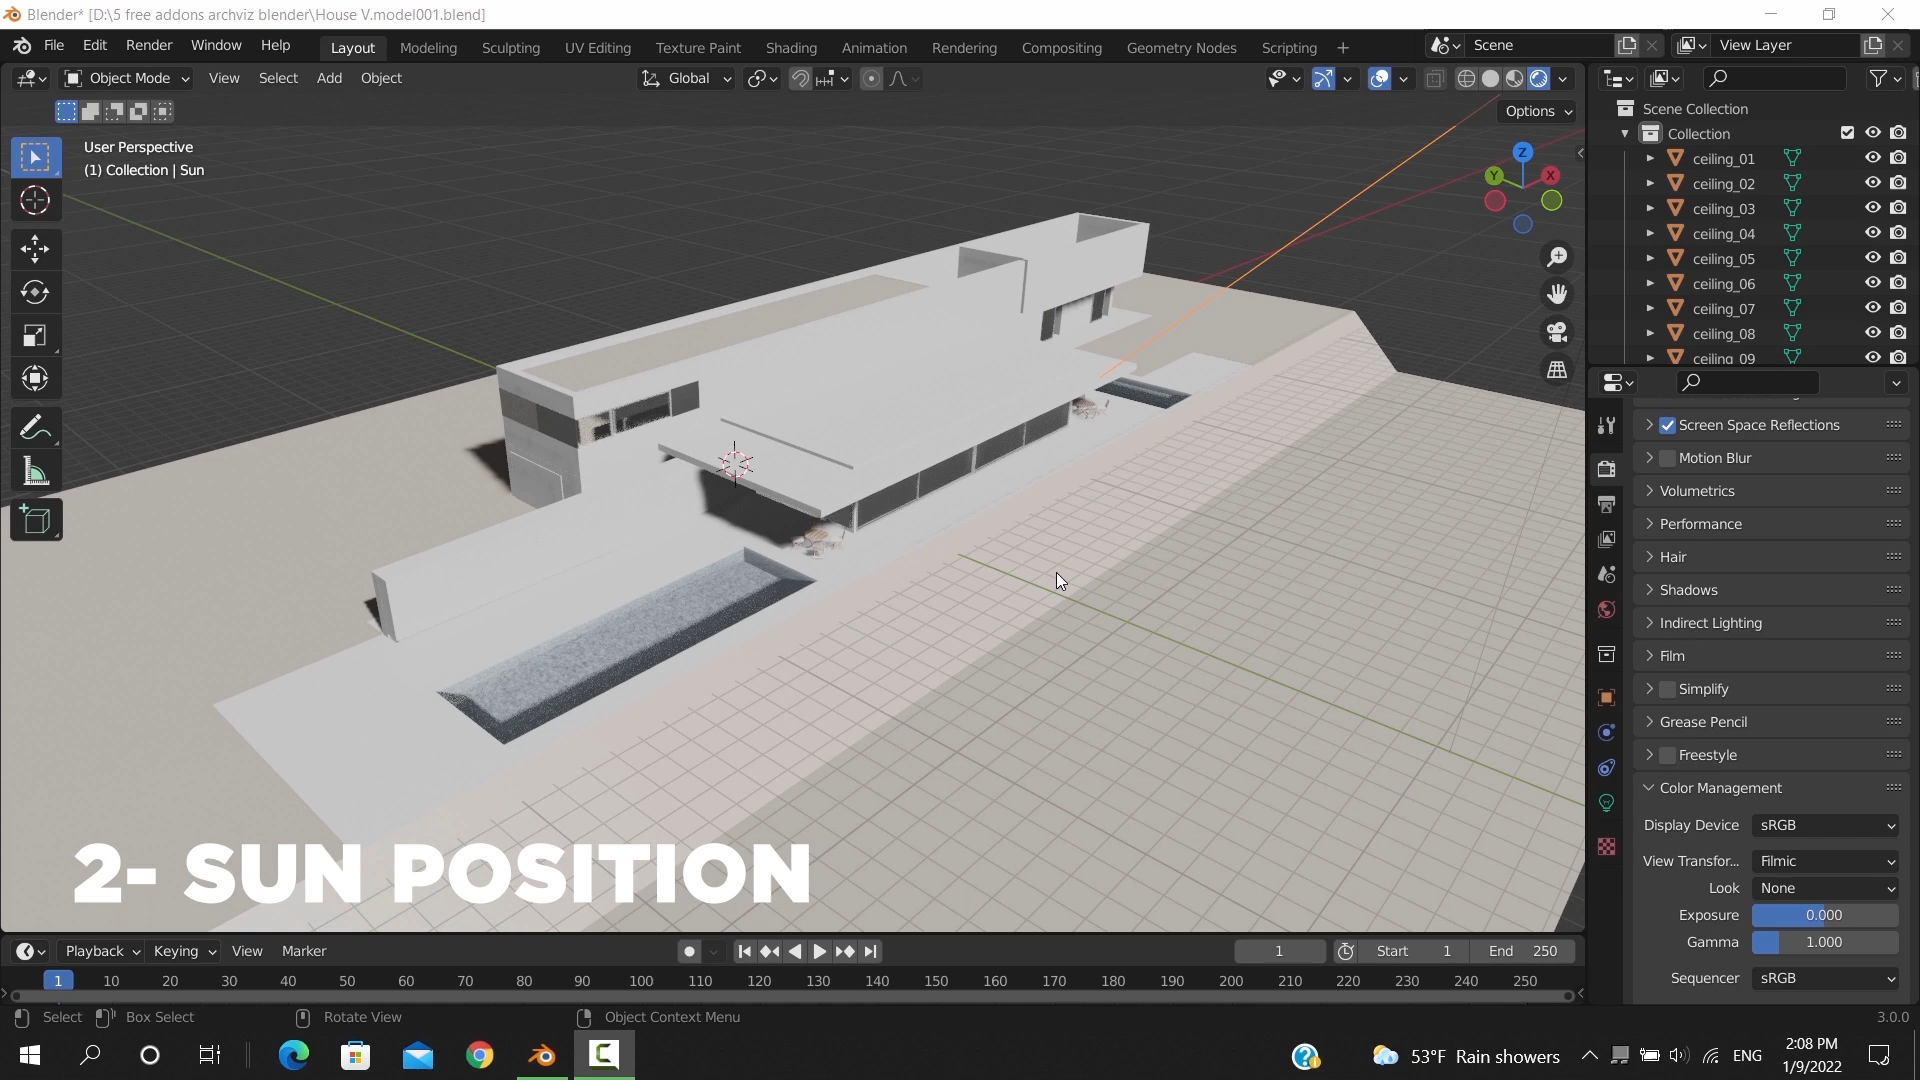 Blender* [D:\5 free addons archviz blender\House V.model001.blend]
File Edit Render Window Help
Layout Modeling Sculpting UV Editing Texture Paint Shading Animation Rendering Compositing Geometry Nodes Scripting +
Scene View Layer
Object Mode View Select Add Object
Global
Options
User Perspective
(1) Collection | Sun
Z
Y X
Scene Collection
Collection
ceiling_01
ceiling_02
ceiling_03
ceiling_04
ceiling_05
ceiling_06
ceiling_07
ceiling_08
ceiling_09
Screen Space Reflections
Motion Blur
Volumetrics
Performance
Hair
Shadows
Indirect Lighting
Film
Simplify
Grease Pencil
Freestyle
Color Management
Display Device sRGB
View Transfor... Filmic
Look None
Exposure 0.000
Gamma 1.000
Sequencer sRGB
2- SUN POSITION
Playback Keying View Marker
1 Start 1 End 250
1 10 20 30 40 50 60 70 80 90 100 110 120 130 140 150 160 170 180 190 200 210 220 230 240 250
Select Box Select Rotate View Object Context Menu 3.0.0
53°F Rain showers ENG
2:08 PM
1/9/2022